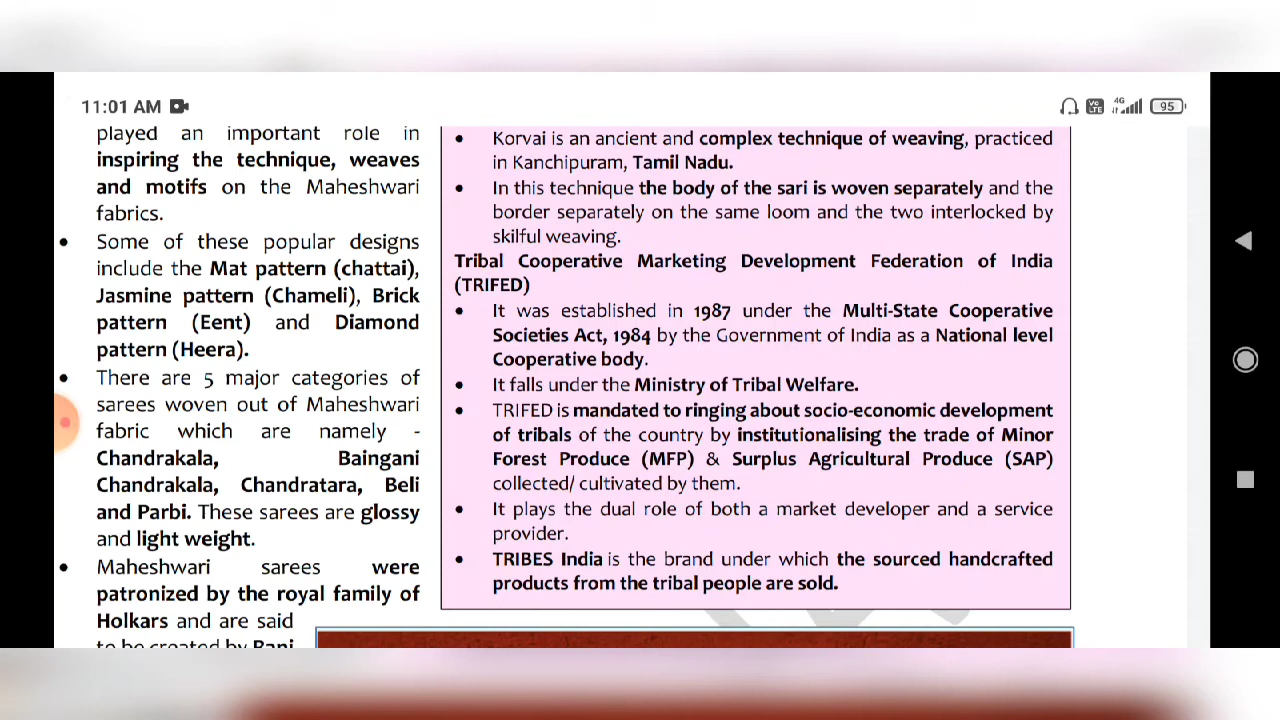 11:01 AM
4G
VO
LTE
95
played an important role in
inspiring the technique, weaves
and motifs on the Maheshwari
fabrics.
• Some of these popular designs
include the Mat pattern (chattai),
Jasmine pattern (Chameli), Brick
pattern (Eent) and Diamond
pattern (Heera).
• There are 5 major categories of
sarees woven out of Maheshwari
fabric which are namely -
Chandrakala, Baingani
Chandrakala, Chandratara, Beli
and Parbi. These sarees are glossy
and light weight.
• Maheshwari sarees were
patronized by the royal family of
Holkars and are said
to be created by Rani
• Korvai is an ancient and complex technique of weaving, practiced
in Kanchipuram, Tamil Nadu.
• In this technique the body of the sari is woven separately and the
border separately on the same loom and the two interlocked by
skilful weaving.
Tribal Cooperative Marketing Development Federation of India
(TRIFED)
• It was established in 1987 under the Multi-State Cooperative
Societies Act, 1984 by the Government of India as a National level
Cooperative body.
• It falls under the Ministry of Tribal Welfare.
• TRIFED is mandated to ringing about socio-economic development
of tribals of the country by institutionalising the trade of Minor
Forest Produce (MFP) & Surplus Agricultural Produce (SAP)
collected/ cultivated by them.
• It plays the dual role of both a market developer and a service
provider.
• TRIBES India is the brand under which the sourced handcrafted
products from the tribal people are sold.